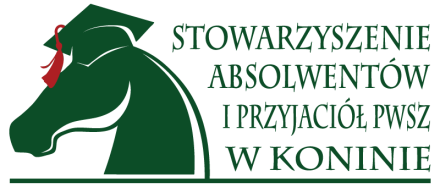 STOWARZYSZENIE
ABSOLWENTÓW
I PRZYJACIÓŁ PWSZ
W KONINIE